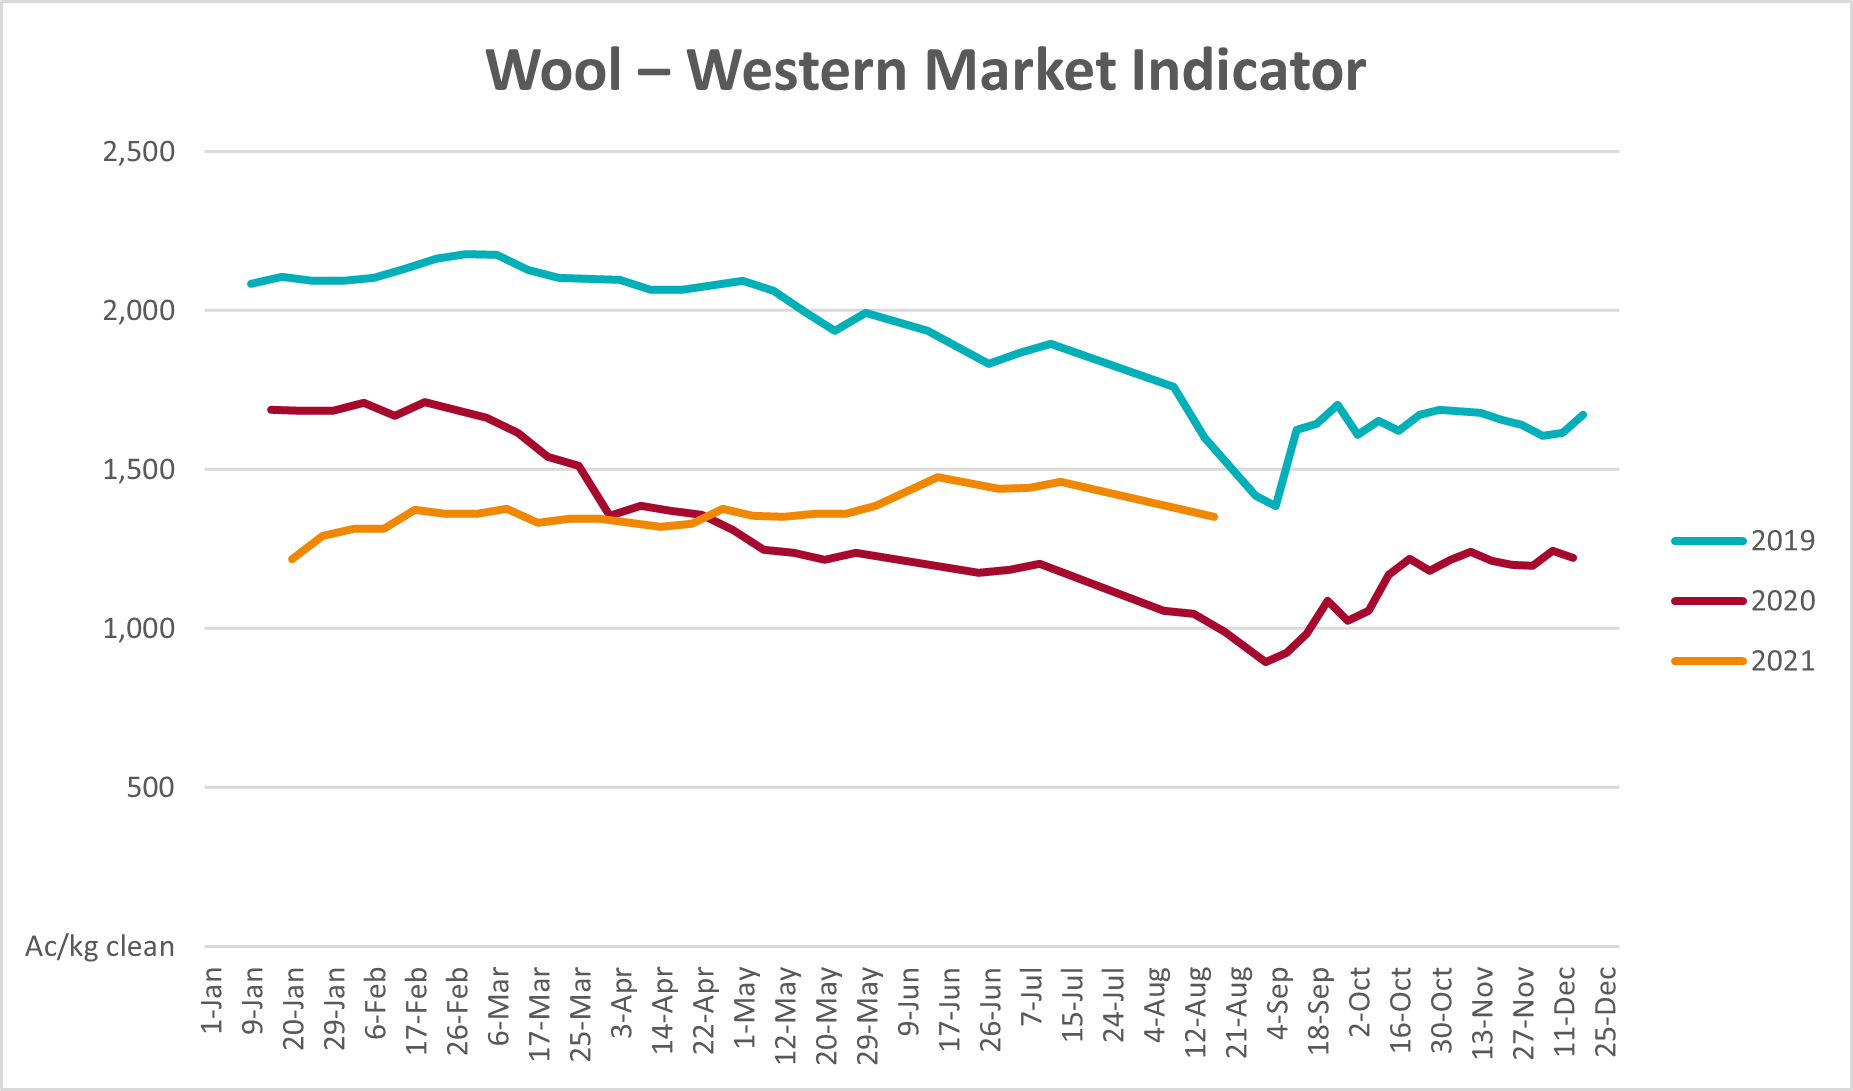 Wool – Western Market Indicator
2,500
2,000
1,500
1,000
500
Ac/kg clean
1-Jan
9-Jan
20-Jan
29-Jan
6-Feb
17-Feb
26-Feb
6-Mar
17-Mar
25-Mar
3-Apr
14-Apr
22-Apr
1-May
12-May
20-May
29-May
9-Jun
17-Jun
26-Jun
7-Jul
15-Jul
24-Jul
4-Aug
12-Aug
21-Aug
4-Sep
18-Sep
2-Oct
16-Oct
30-Oct
13-Nov
27-Nov
11-Dec
25-Dec
2019
2020
2021